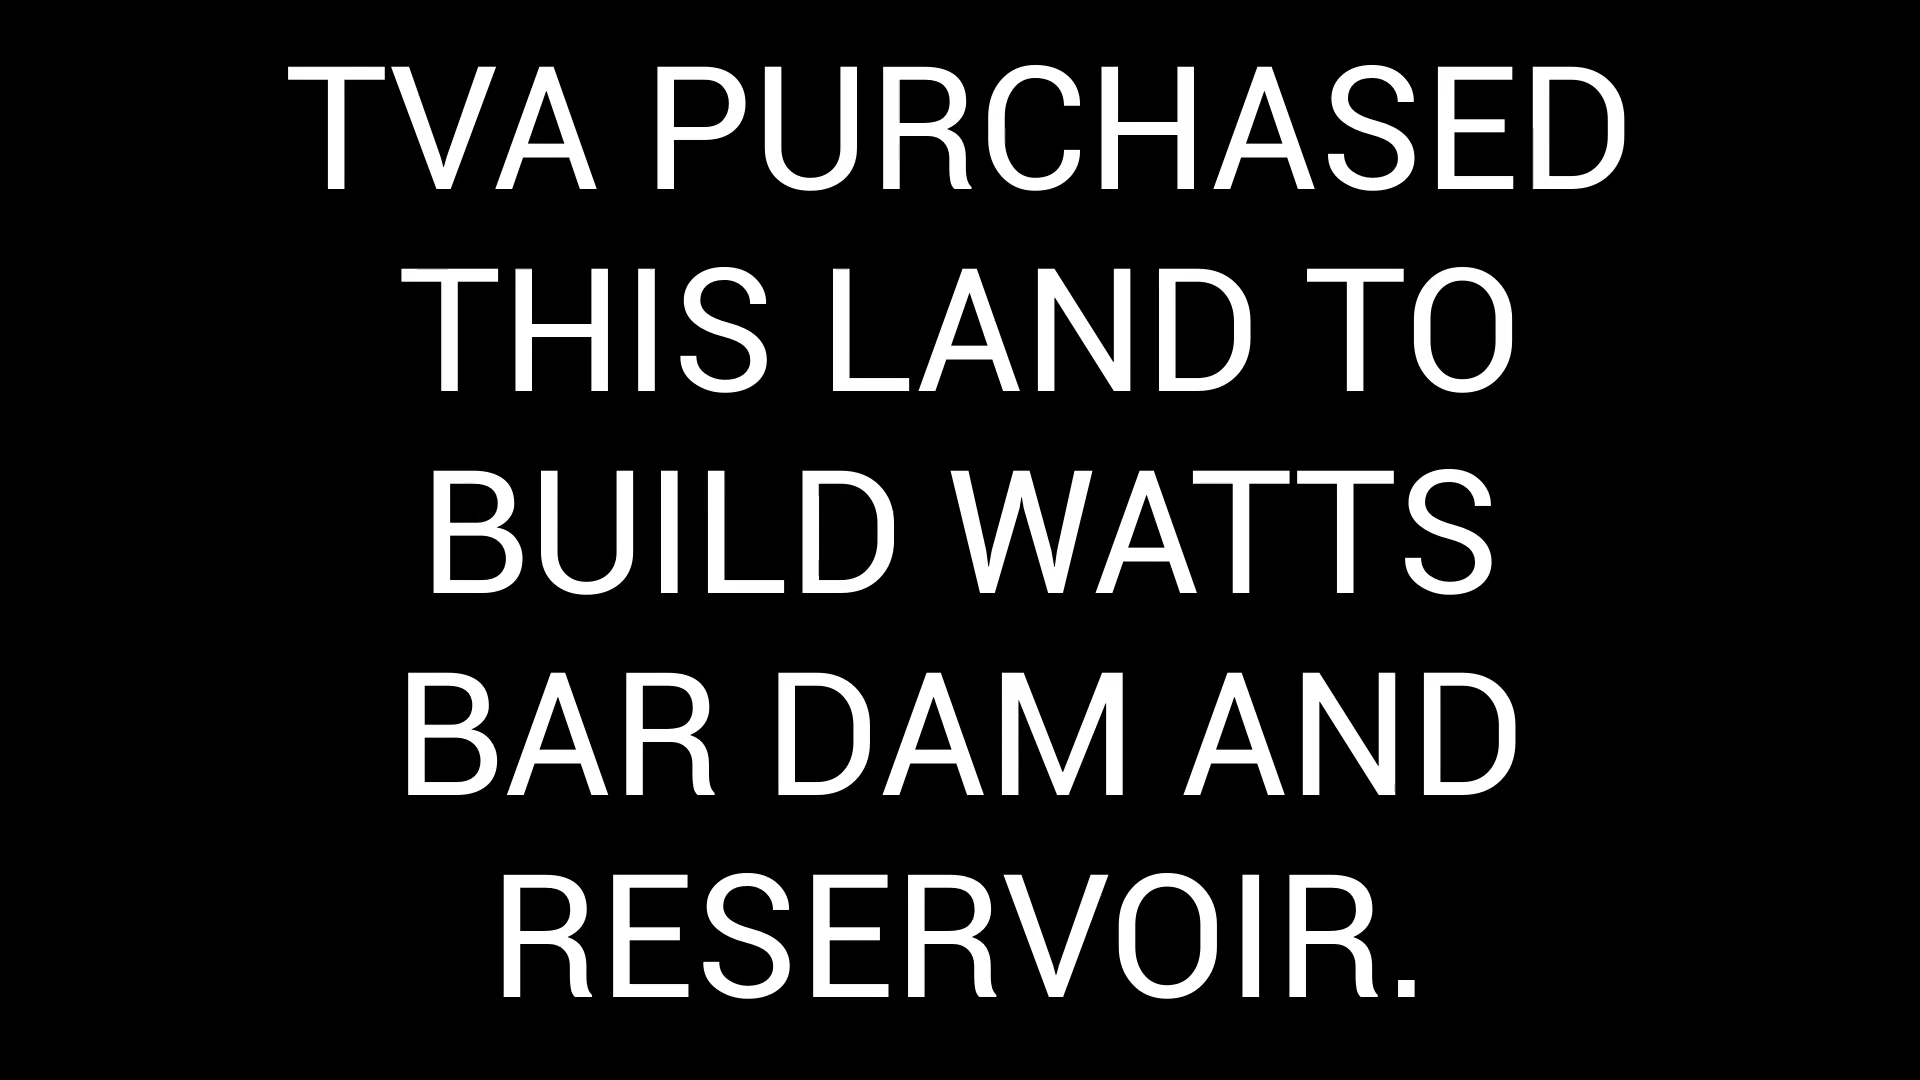 TVA PURCHASED
THIS LAND TO
BUILD WATTS
BAR DAM AND
RESERVOIR.